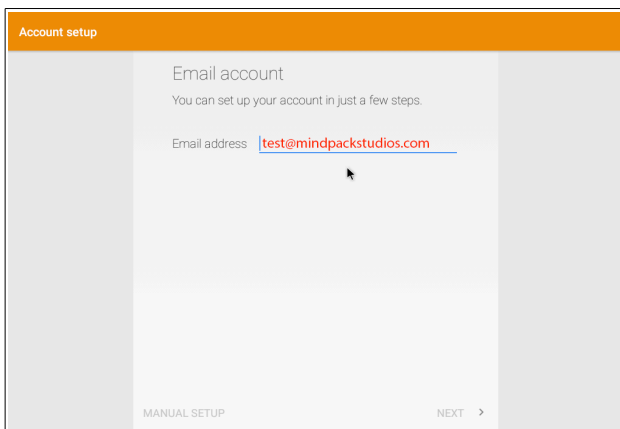 Account setup
Email account
You can set up your account in just a few steps.
Email address test@mindpackstudios.com
MANUAL SETUP NEXT